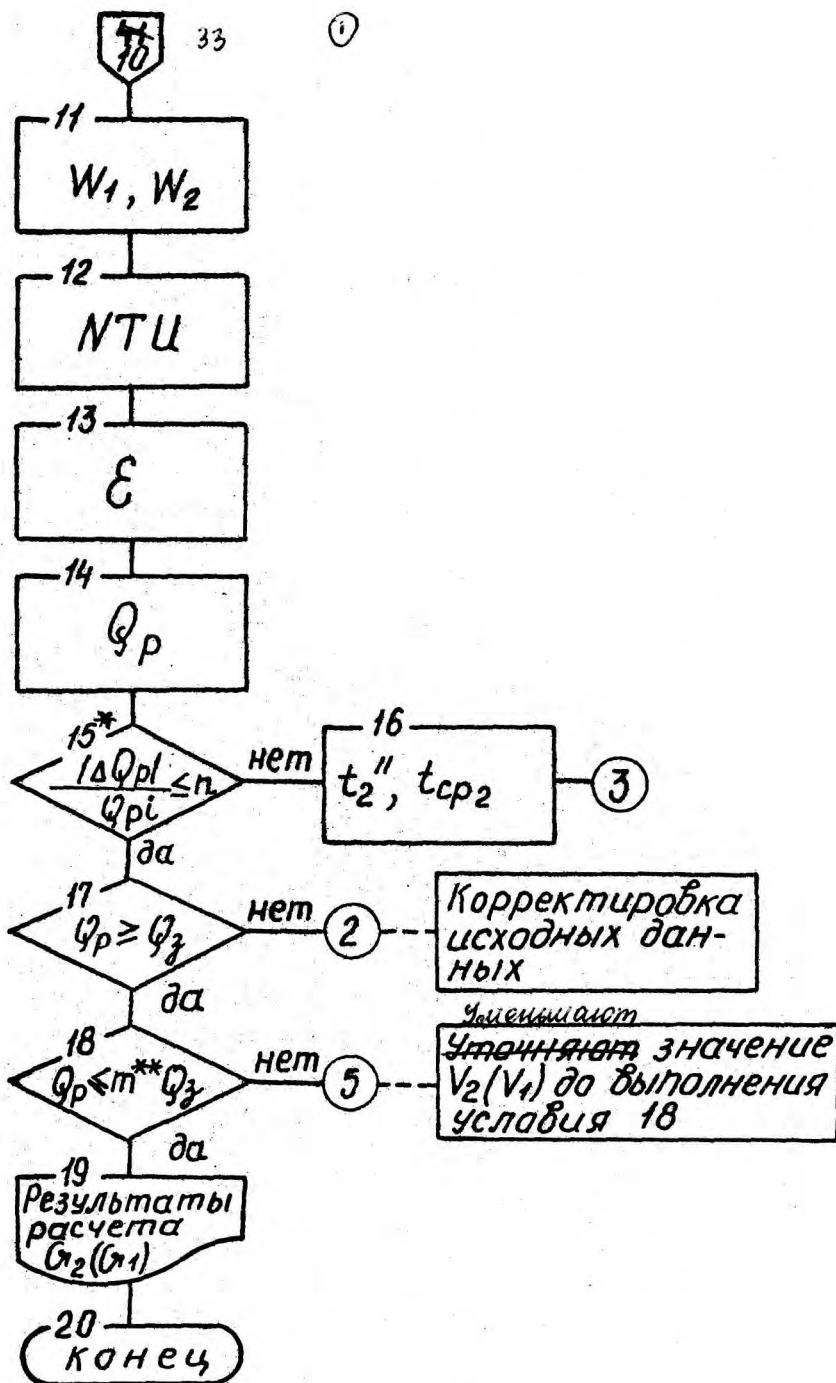 10
33
11
W₁, W₂
12
NTU
13
ε
14
Qp
15*
|ΔQp|
Qpi ≤ n
нет
16
t₂", tср₂
3
да
17
Qp ≥ Qз
нет
2
Корректировка
исходных дан-
ных
да
18
Qp ≤ m** Qз
нет
5
Уменьшают
Уточняют значение
V₂(V₁) до выполнения
условия 18
да
19
Результаты
расчета
G₂(G₁)
20
конец